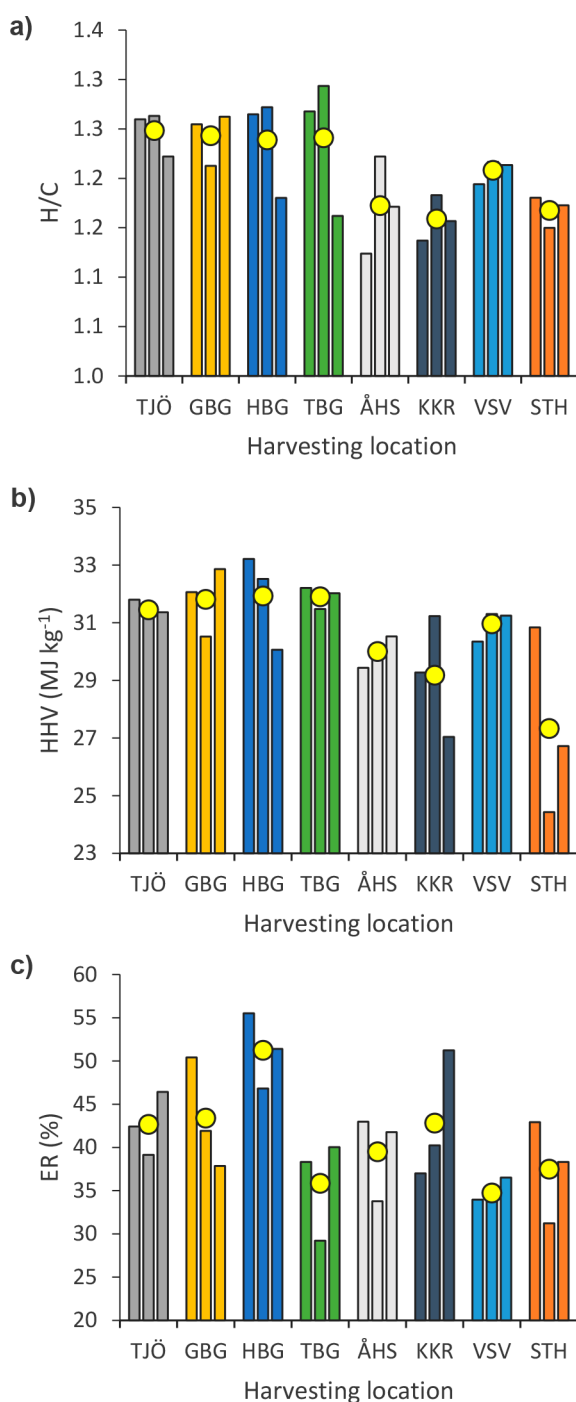 a)
1.4
1.3
1.3
1.2
1.2
1.1
1.1
1.0
H/C
TJÖ GBG HBG TBG ÅHS KKR VSV STH
Harvesting location
b)
35
33
31
29
27
25
23
HHV (MJ kg⁻¹)
TJÖ GBG HBG TBG ÅHS KKR VSV STH
Harvesting location
c)
60
55
50
45
40
35
30
25
20
ER (%)
TJÖ GBG HBG TBG ÅHS KKR VSV STH
Harvesting location